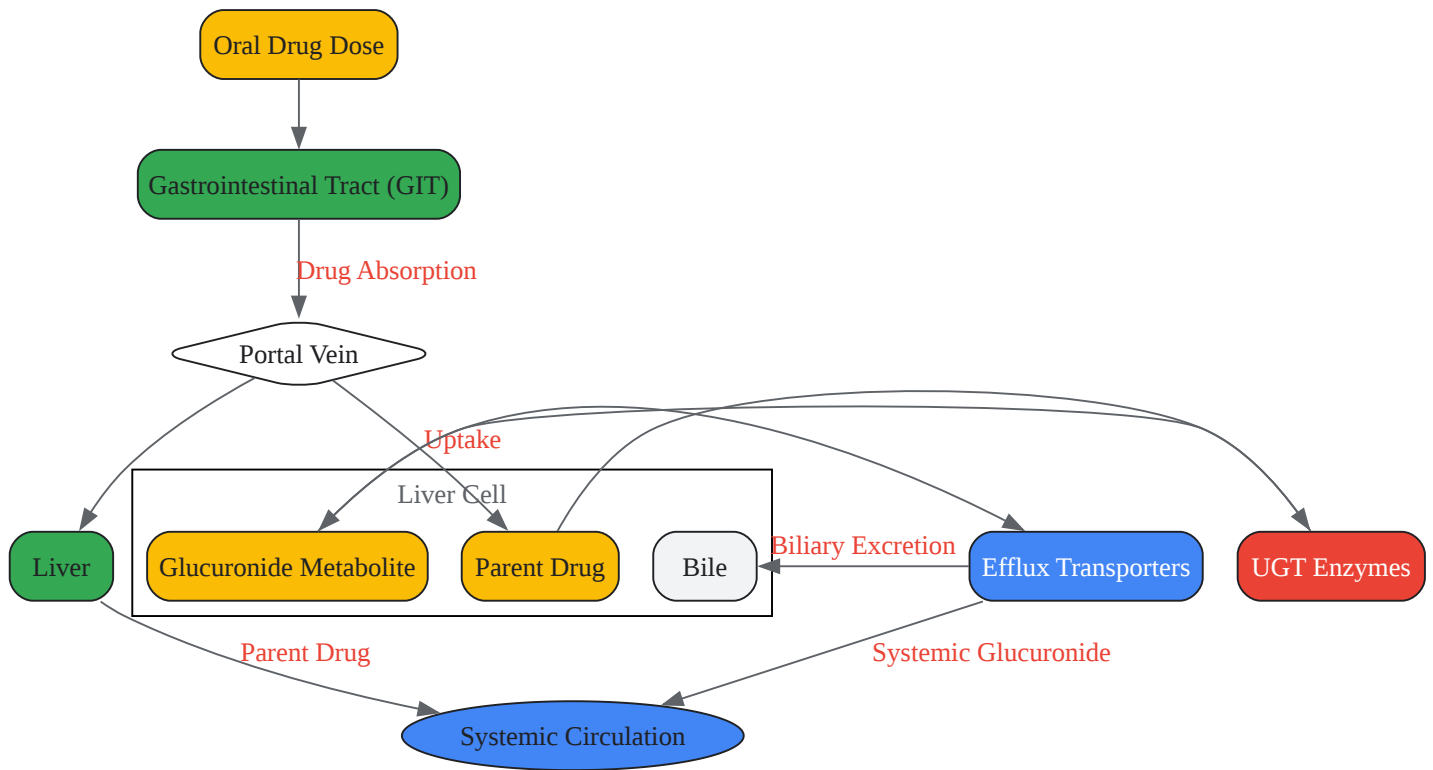 Oral Drug Dose
Gastrointestinal Tract (GIT)
Drug Absorption
Portal Vein
Uptake
Liver Cell
Liver
Glucuronide Metabolite
Parent Drug
Bile
Biliary Excretion
Efflux Transporters
UGT Enzymes
Parent Drug
Systemic Glucuronide
Systemic Circulation